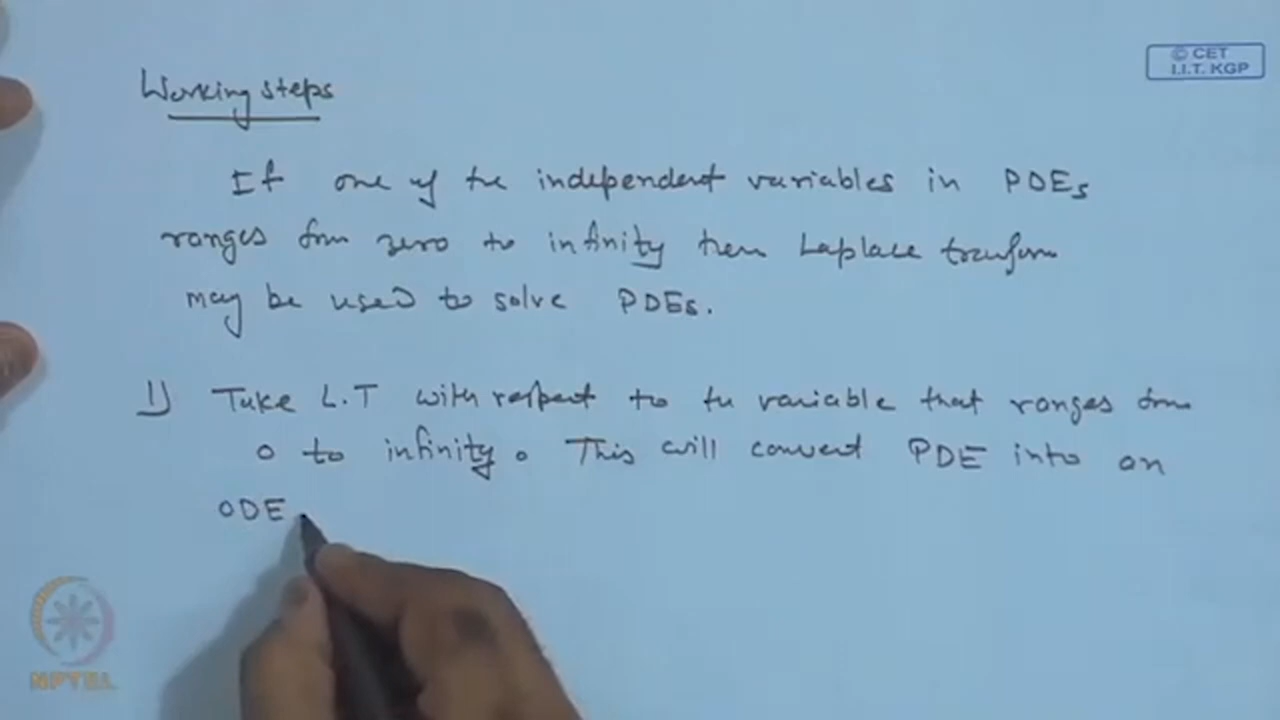 © CET
I.I.T. KGP
Working steps
If one of the independent variables in PDEs
ranges from zero to infinity then Laplace transform
may be used to solve PDEs.
1) Take L.T with respect to the variable that ranges from
0 to infinity. This will convert PDE into an
ODE
NPTEL